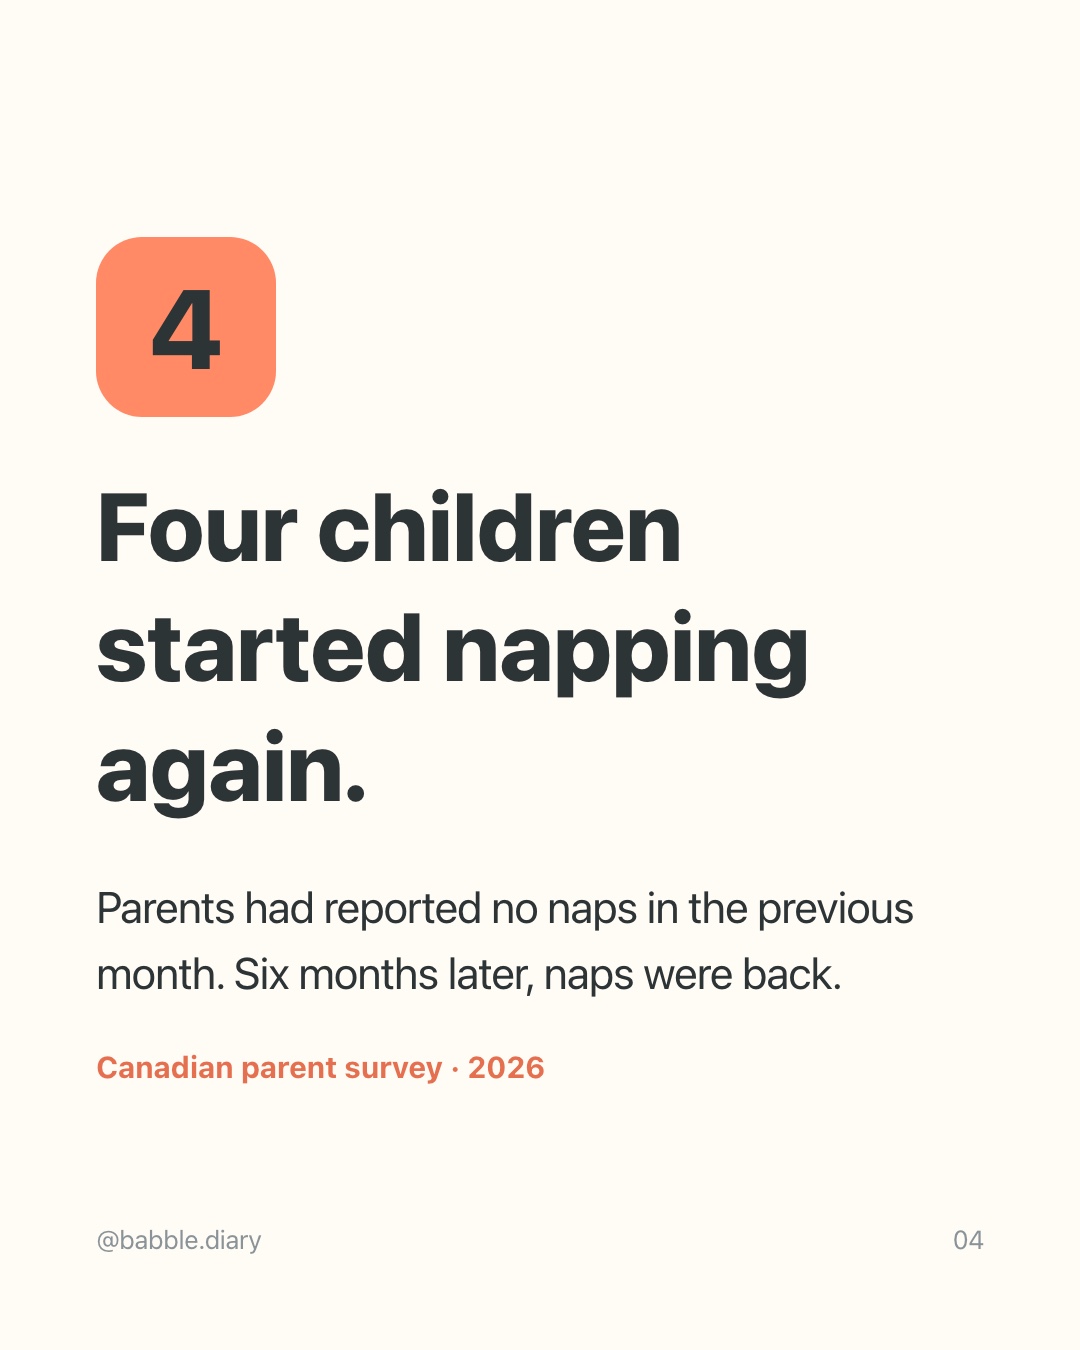 4
Four children
started napping
again.
Parents had reported no naps in the previous
month. Six months later, naps were back.
Canadian parent survey · 2026
@babble.diary
04